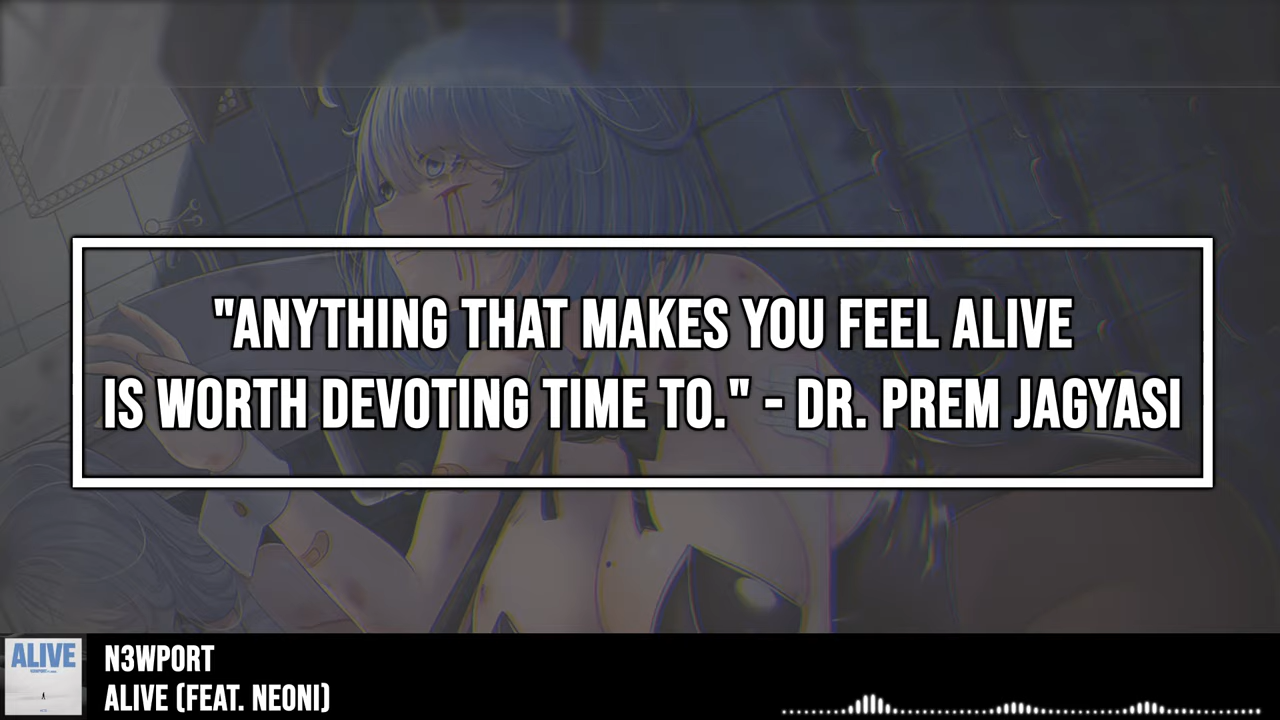 "ANYTHING THAT MAKES YOU FEEL ALIVE
IS WORTH DEVOTING TIME TO." - DR. PREM JAGYASI
ALIVE
N3WPORT
ALIVE (FEAT. NEONI)